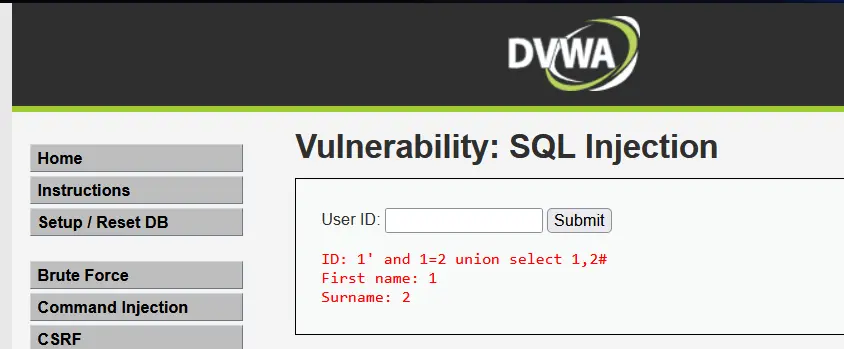 DVWA
Vulnerability: SQL Injection
Home
Instructions
Setup / Reset DB
Brute Force
Command Injection
CSRF
User ID:
Submit
ID: 1' and 1=2 union select 1,2#
First name: 1
Surname: 2